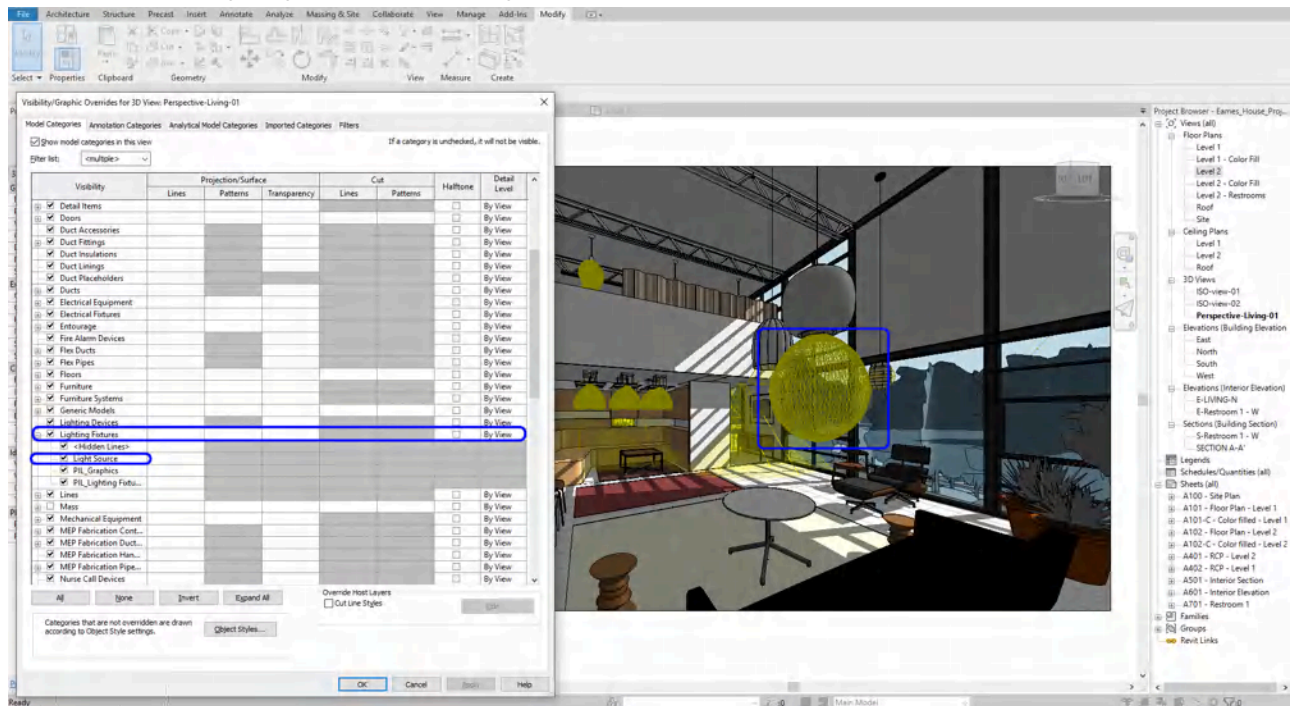 File Architecture Structure Precast Insert Annotate Analyze Massing & Site Collaborate View Manage Add-Ins Modify
Select Properties Clipboard Geometry Modify View Measure Create
Visibility/Graphic Overrides for 3D View: Perspective-Living-01
Model Categories Annotation Categories Analytical Model Categories Imported Categories Filters
Show model categories in this view
If a category is unchecked, it will not be visible.
Filter list: <multiple>
Visibility Projection/Surface Cut Halftone Detail Level
Lines Patterns Transparency Lines Patterns
Detail Items By View
Doors By View
Duct Accessories By View
Duct Fittings By View
Duct Insulations By View
Duct Linings By View
Duct Placeholders By View
Ducts By View
Electrical Equipment By View
Electrical Fixtures By View
Entourage By View
Fire Alarm Devices By View
Flex Ducts By View
Flex Pipes By View
Floors By View
Furniture By View
Furniture Systems By View
Generic Models By View
Lighting Devices By View
Lighting Fixtures By View
<Hidden Lines>
Light Source
PIL_Graphics
PIL_Lighting Fixtu...
Lines By View
Mass By View
Mechanical Equipment By View
MEP Fabrication Cont... By View
MEP Fabrication Duct... By View
MEP Fabrication Han... By View
MEP Fabrication Pipe... By View
Nurse Call Devices By View
All None Invert Expand All
Override Host Layers
Cut Line Styles
Categories that are not overridden are drawn
according to Object Style settings.
Object Styles...
OK Cancel Apply Help
Ready
Main Model
Project Browser - Eames_House_Proj...
Views (all)
Floor Plans
Level 1
Level 1 - Color Fill
Level 2
Level 2 - Color Fill
Level 2 - Restrooms
Roof
Site
Ceiling Plans
Level 1
Level 2
Roof
3D Views
ISO-view-01
ISO-view-02
Perspective-Living-01
Elevations (Building Elevation
East
North
South
West
Elevations (Interior Elevation)
E-LIVING-N
E-Restroom 1 - W
Sections (Building Section)
S-Restroom 1 - W
SECTION A-A'
Legends
Schedules/Quantities (all)
Sheets (all)
A100 - Site Plan
A101 - Floor Plan - Level 1
A101-C - Color filled - Level 1
A102 - Floor Plan - Level 2
A102-C - Color filled - Level 2
A401 - RCP - Level 2
A402 - RCP - Level 1
A501 - Interior Section
A601 - Interior Elevation
A701 - Restroom 1
Families
Groups
Revit Links